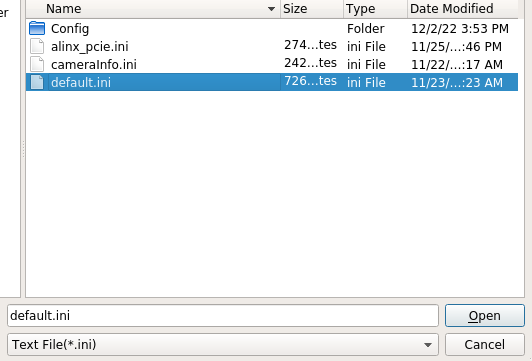 er
Name Size Type Date Modified
Config Folder 12/2/22 3:53 PM
alinx_pcie.ini 274...tes ini File 11/25/...:46 PM
cameraInfo.ini 242...tes ini File 11/22/...:17 AM
default.ini 726...tes ini File 11/23/...:23 AM
default.ini Open
Text File(*.ini) Cancel